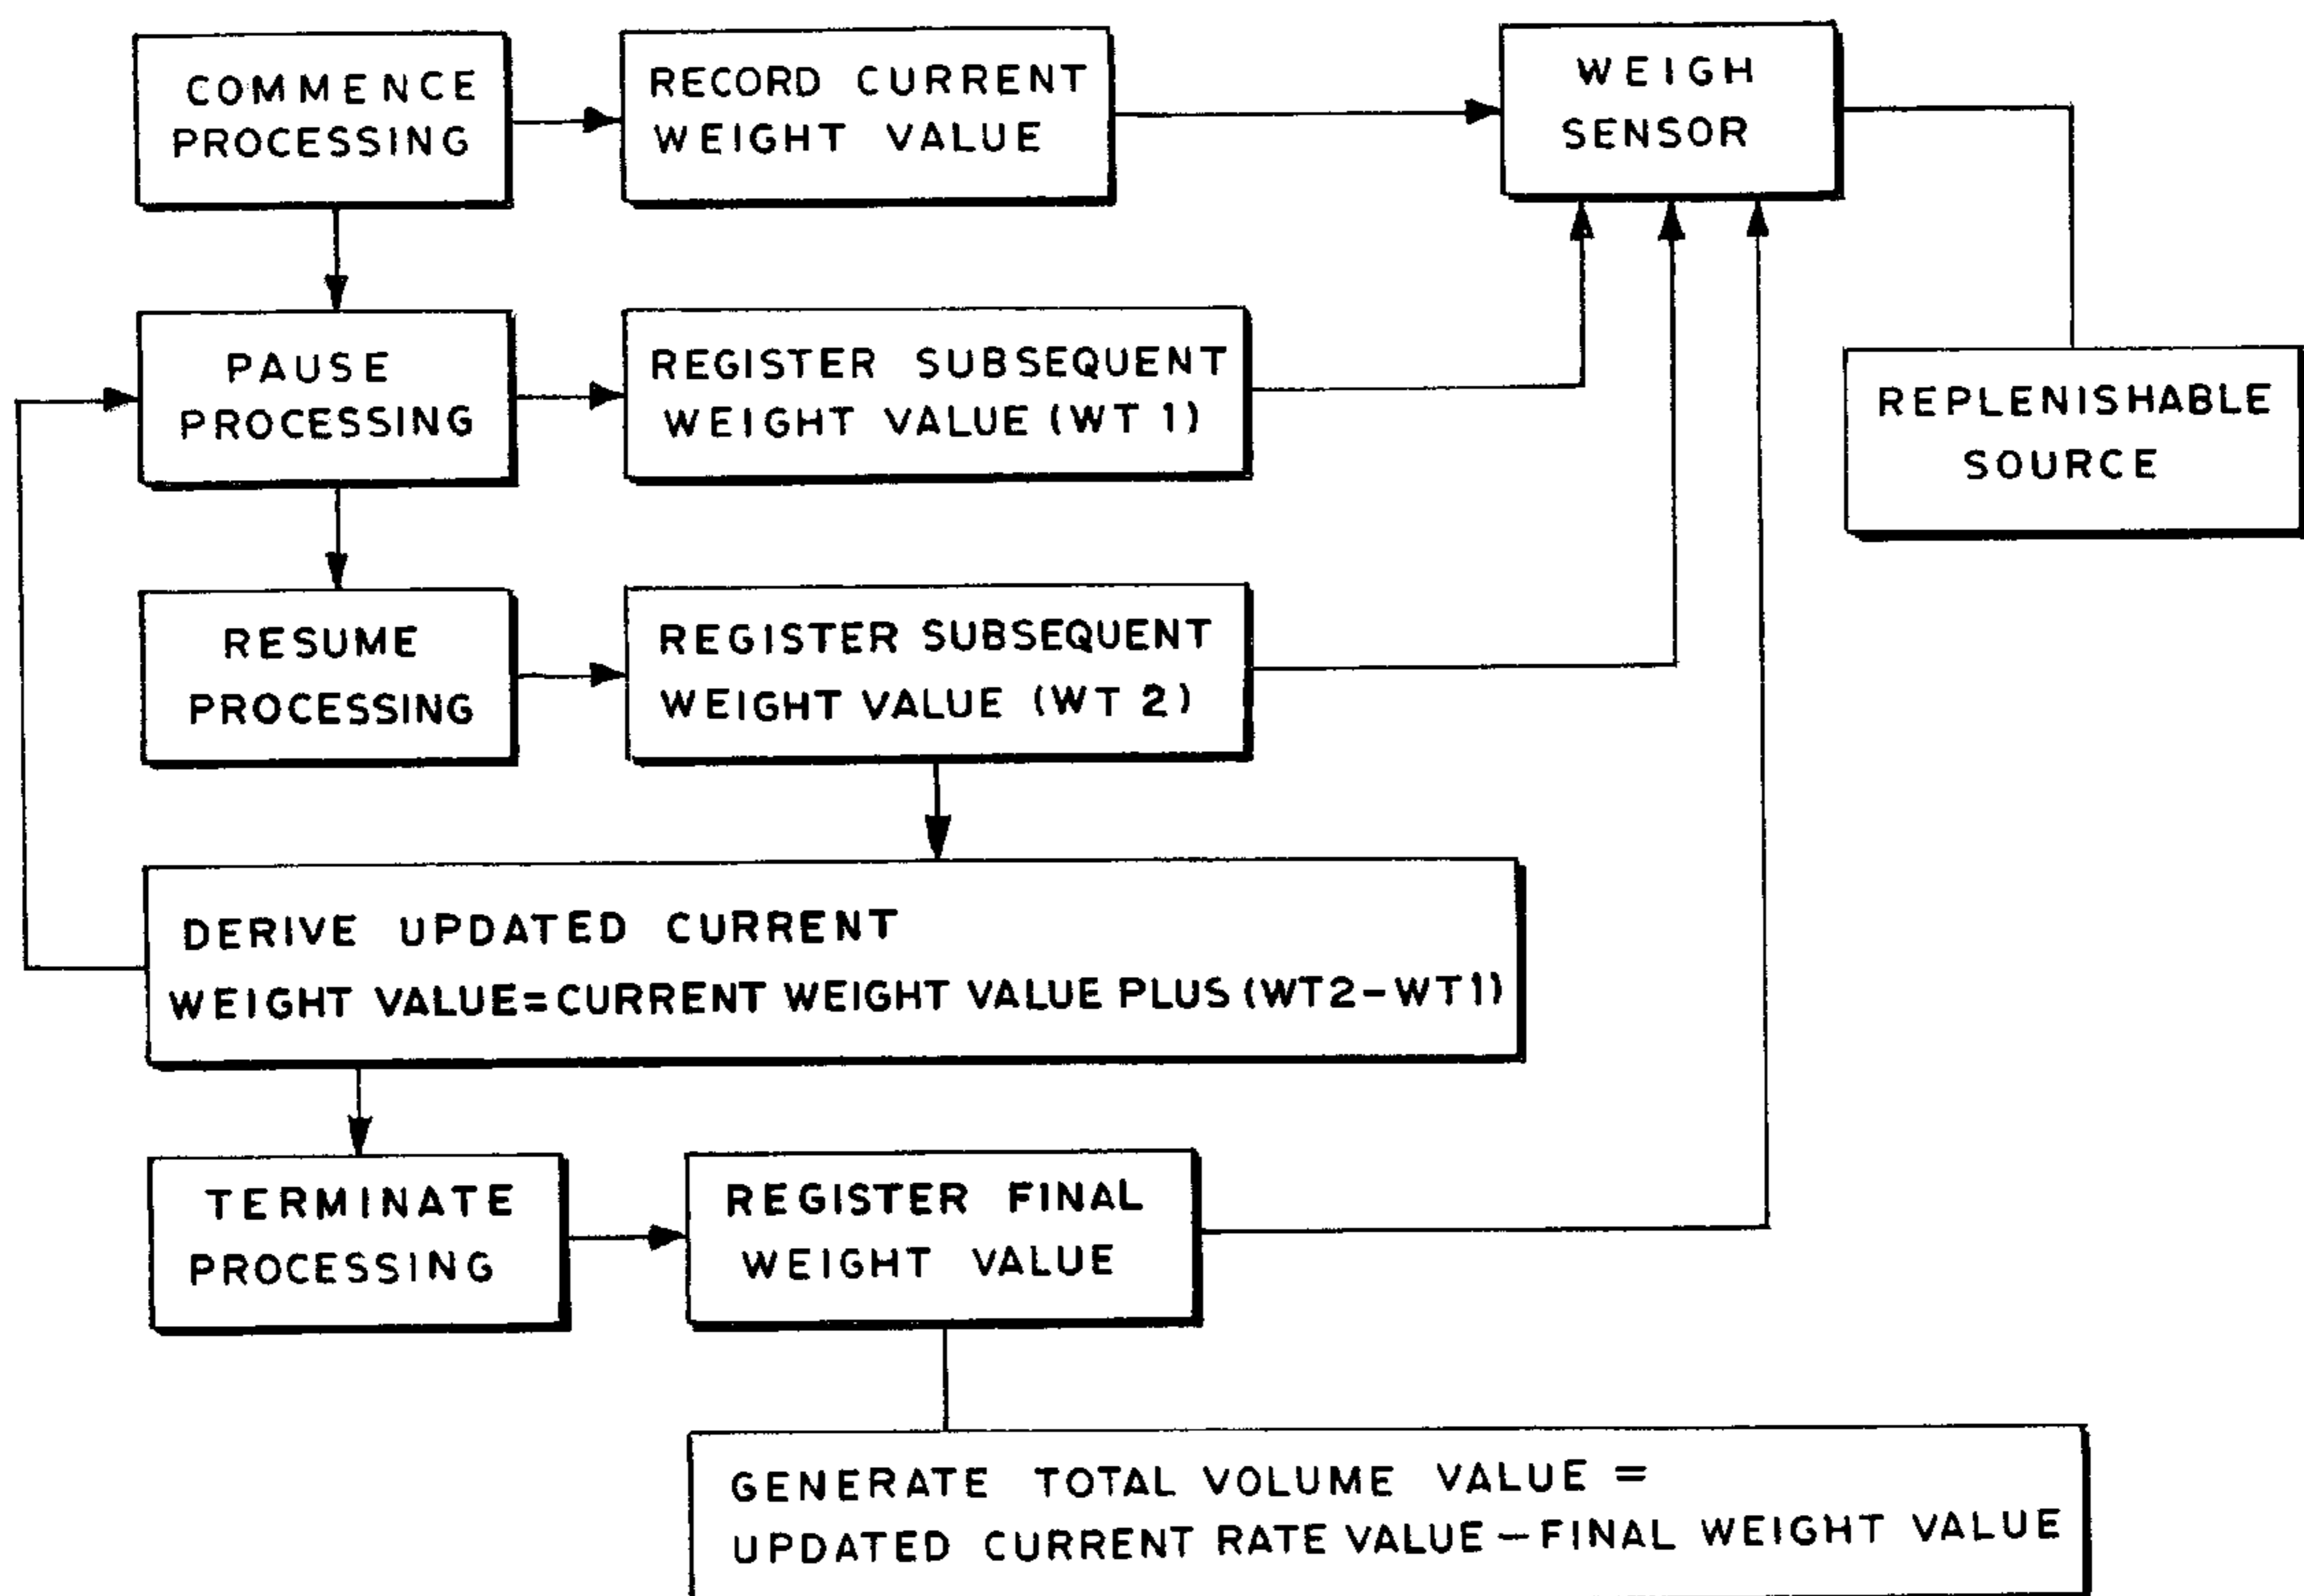 COMMENCE
PROCESSING
RECORD CURRENT
WEIGHT VALUE
WEIGH
SENSOR
PAUSE
PROCESSING
REGISTER SUBSEQUENT
WEIGHT VALUE (WT 1)
REPLENISHABLE
SOURCE
RESUME
PROCESSING
REGISTER SUBSEQUENT
WEIGHT VALUE (WT 2)
DERIVE UPDATED CURRENT
WEIGHT VALUE=CURRENT WEIGHT VALUE PLUS (WT2-WT1)
TERMINATE
PROCESSING
REGISTER FINAL
WEIGHT VALUE
GENERATE TOTAL VOLUME VALUE =
UPDATED CURRENT RATE VALUE – FINAL WEIGHT VALUE